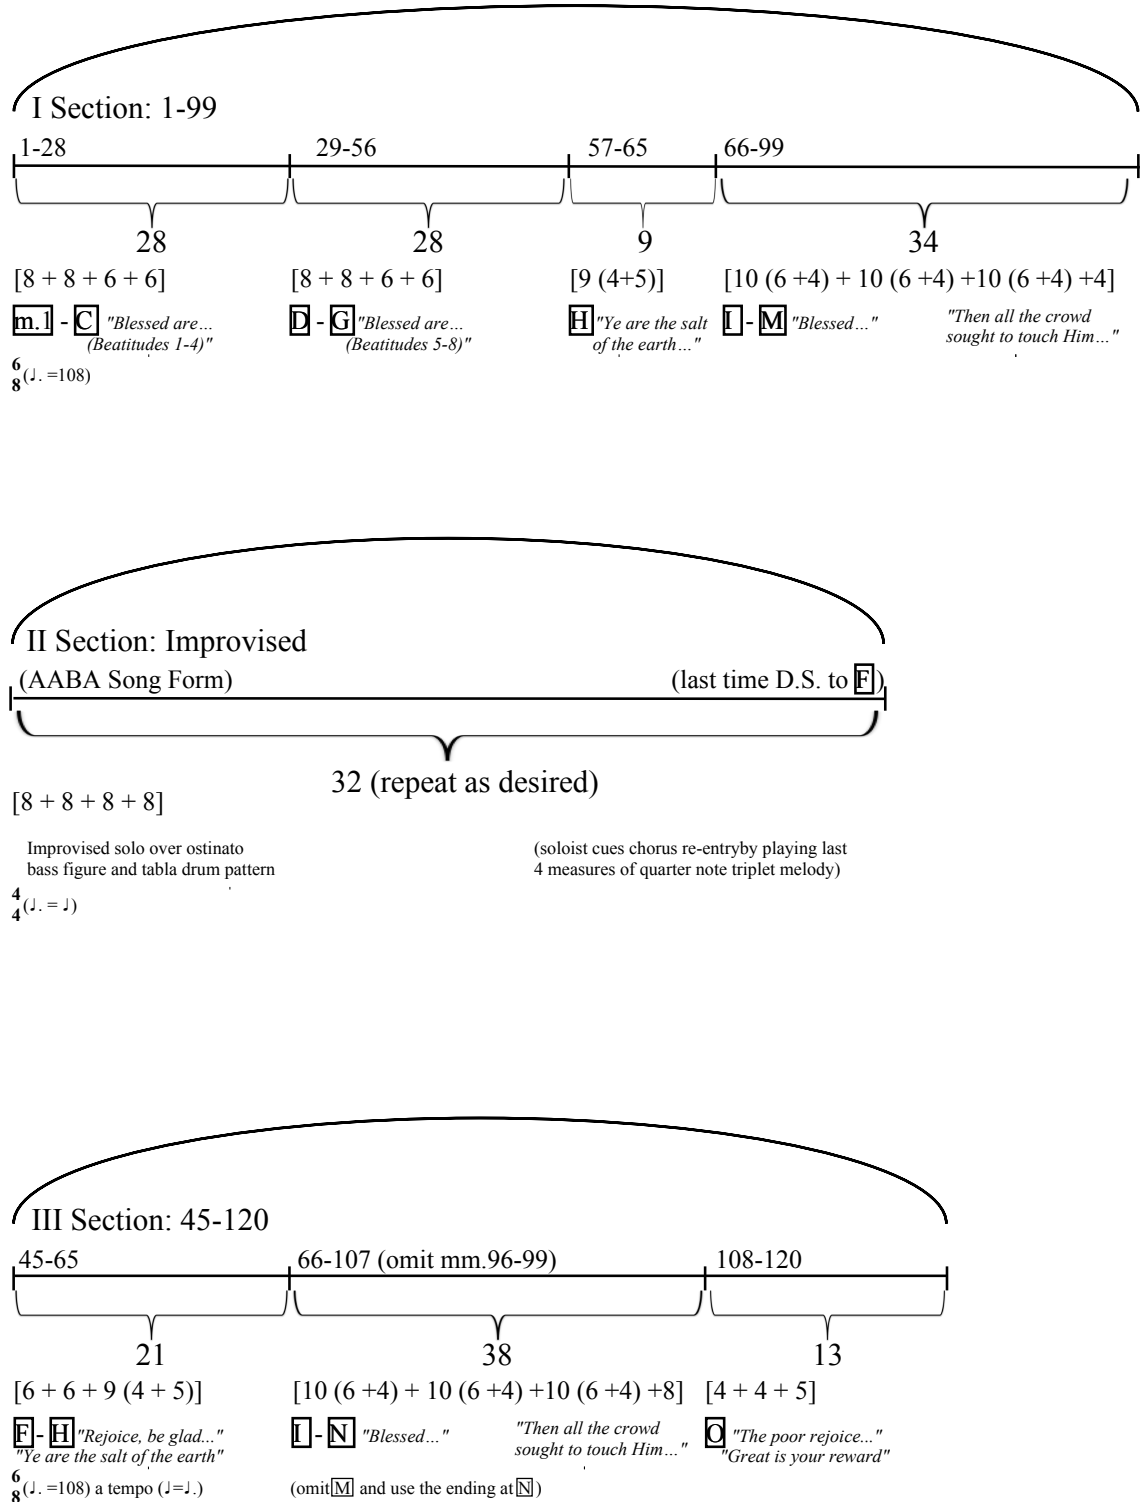 I Section: 1-99
1-28 29-56 57-65 66-99
28 28 9 34
[8 + 8 + 6 + 6] [8 + 8 + 6 + 6] [9 (4+5)] [10 (6 +4) + 10 (6 +4) +10 (6 +4) +4]
m.1 - C "Blessed are… D - G "Blessed are… H "Ye are the salt I - M "Blessed…" "Then all the crowd
(Beatitudes 1-4)" (Beatitudes 5-8)" of the earth…" sought to touch Him…"
6
8 (♩. =108)
II Section: Improvised
(AABA Song Form) (last time D.S. to F)
32 (repeat as desired)
[8 + 8 + 8 + 8]
Improvised solo over ostinato (soloist cues chorus re-entryby playing last
bass figure and tabla drum pattern 4 measures of quarter note triplet melody)
4
4 (♩. = ♩)
III Section: 45-120
45-65 66-107 (omit mm.96-99) 108-120
21 38 13
[6 + 6 + 9 (4 + 5)] [10 (6 +4) + 10 (6 +4) +10 (6 +4) +8] [4 + 4 + 5]
F - H "Rejoice, be glad..." I - N "Blessed…" "Then all the crowd O "The poor rejoice..."
"Ye are the salt of the earth" sought to touch Him…" "Great is your reward"
6
8 (♩. =108) a tempo (♩=♩.) (omit M and use the ending at N)